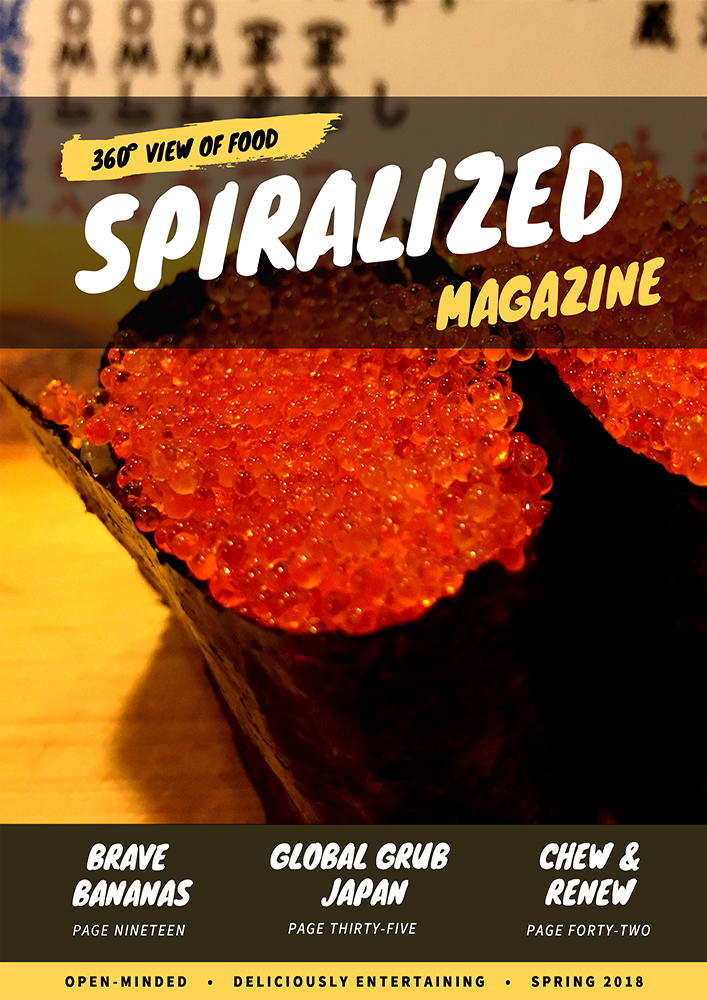 360° VIEW OF FOOD
SPIRALIZED
MAGAZINE
BRAVE
BANANAS
PAGE NINETEEN
GLOBAL GRUB
JAPAN
PAGE THIRTY-FIVE
CHEW &
RENEW
PAGE FORTY-TWO
OPEN-MINDED • DELICIOUSLY ENTERTAINING • SPRING 2018